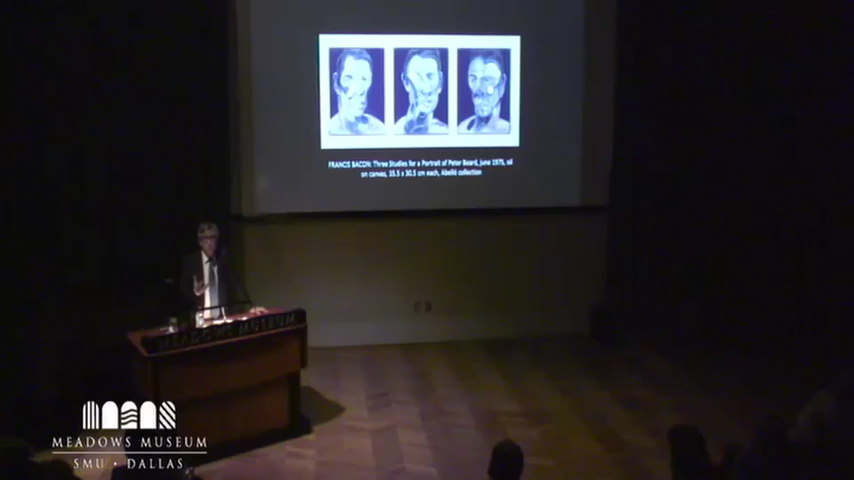 FRANCIS BACON: Three Studies for a Portrait of Peter Beard, June 1975, oil
on canvas, 35.5 x 30.5 cm each, Abelló collection
MEADOWS MUSEUM
MEADOWS MUSEUM
SMU • DALLAS